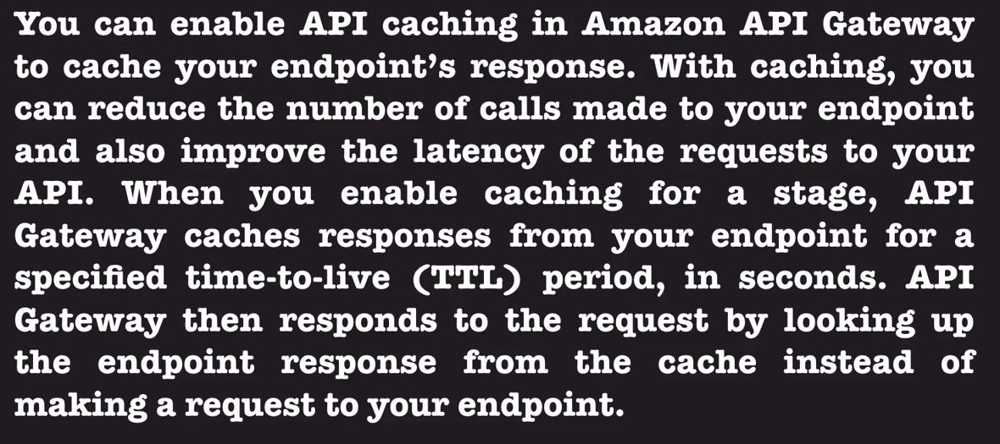 You can enable API caching in Amazon API Gateway
to cache your endpoint’s response. With caching, you
can reduce the number of calls made to your endpoint
and also improve the latency of the requests to your
API. When you enable caching for a stage, API
Gateway caches responses from your endpoint for a
specified time-to-live (TTL) period, in seconds. API
Gateway then responds to the request by looking up
the endpoint response from the cache instead of
making a request to your endpoint.